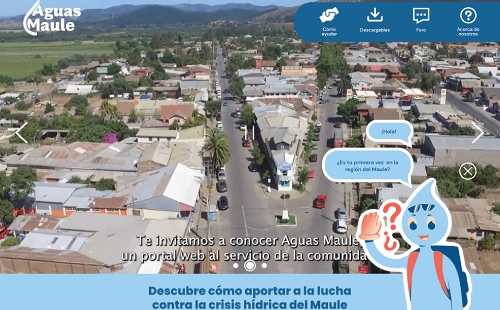 Aguas
Maule
Cómo
ayudar
Descargables
Foro
Acerca de
nosotros
¡Hola!
¿Es tu primera vez en la
región del Maule?
Te invitamos a conocer Aguas Maule
un portal web al servicio de la comunida
Descubre cómo aportar a la lucha
contra la crisis hídrica del Maule